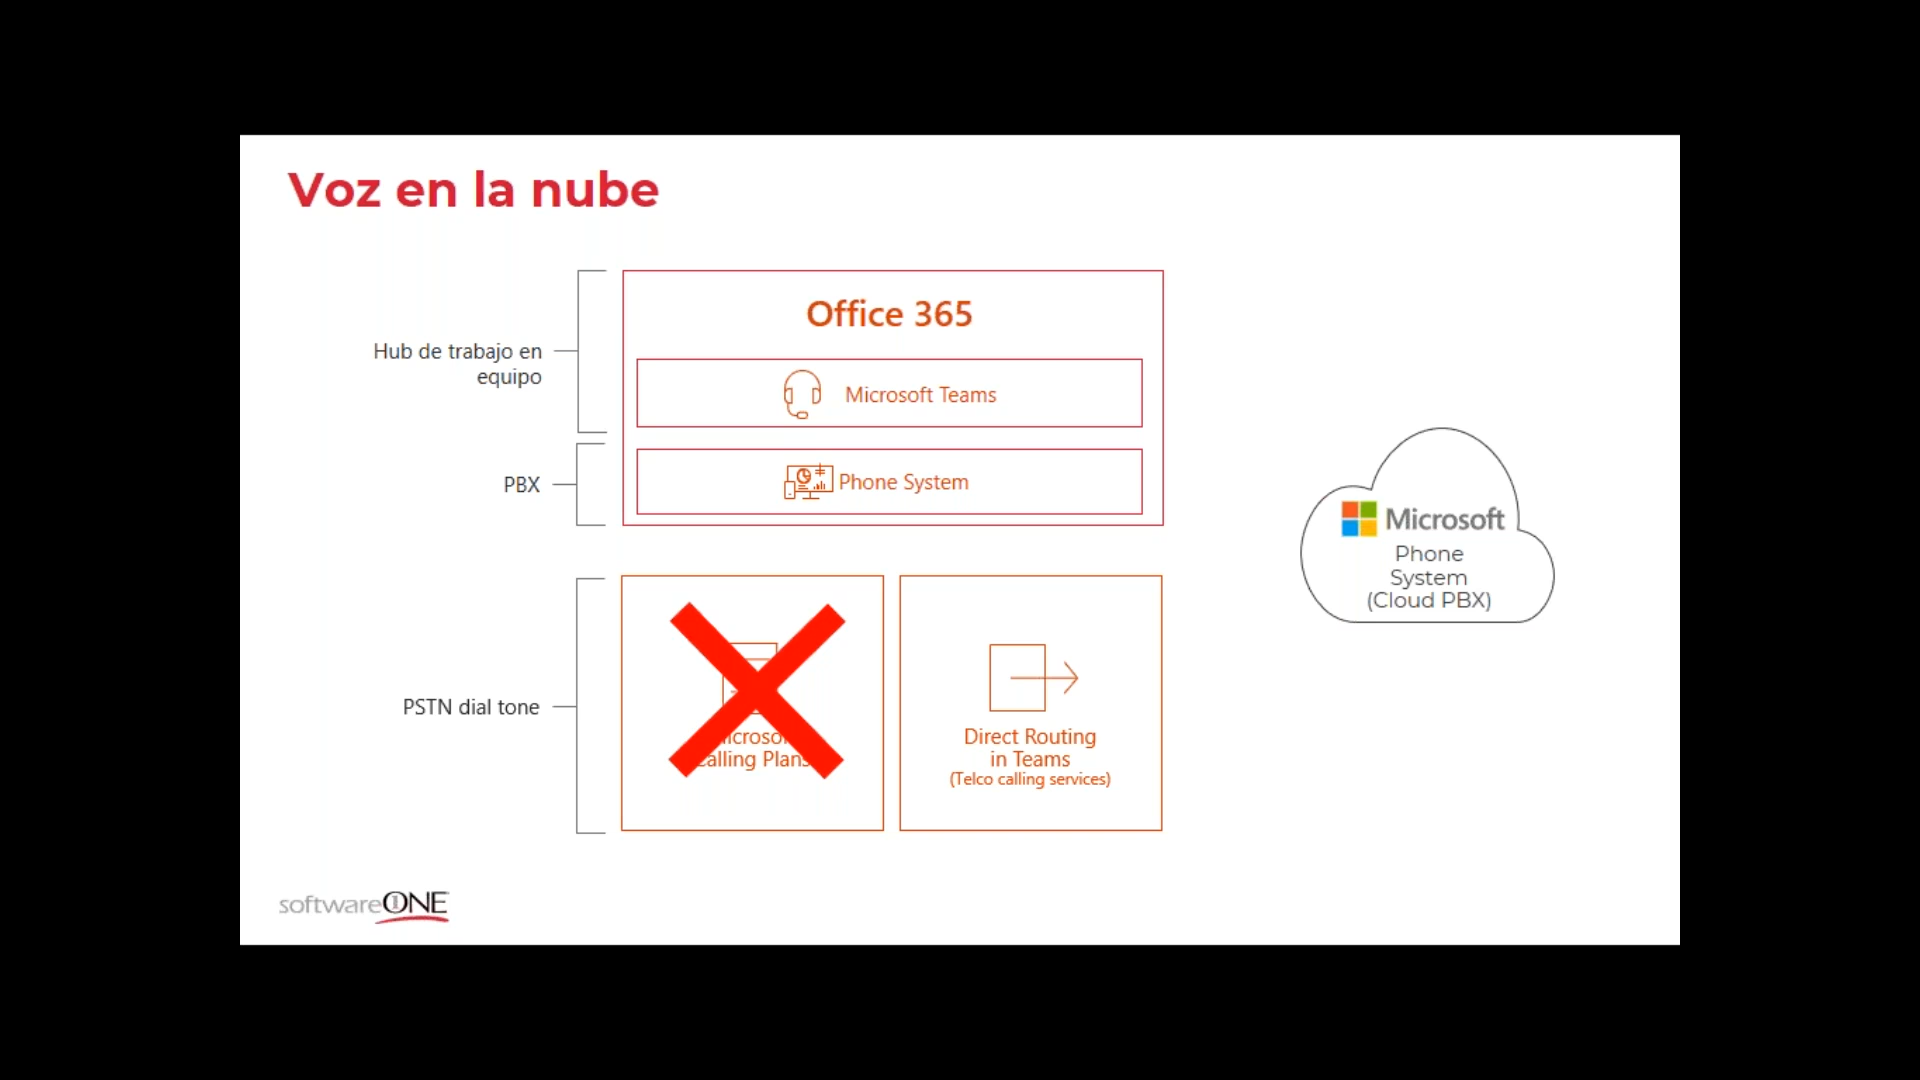 Voz en la nube
Office 365
Hub de trabajo en
equipo
Microsoft Teams
PBX
Phone System
Microsoft
Phone
System
(Cloud PBX)
PSTN dial tone
Calling Plans
Direct Routing
in Teams
(Telco calling services)
softwareONE